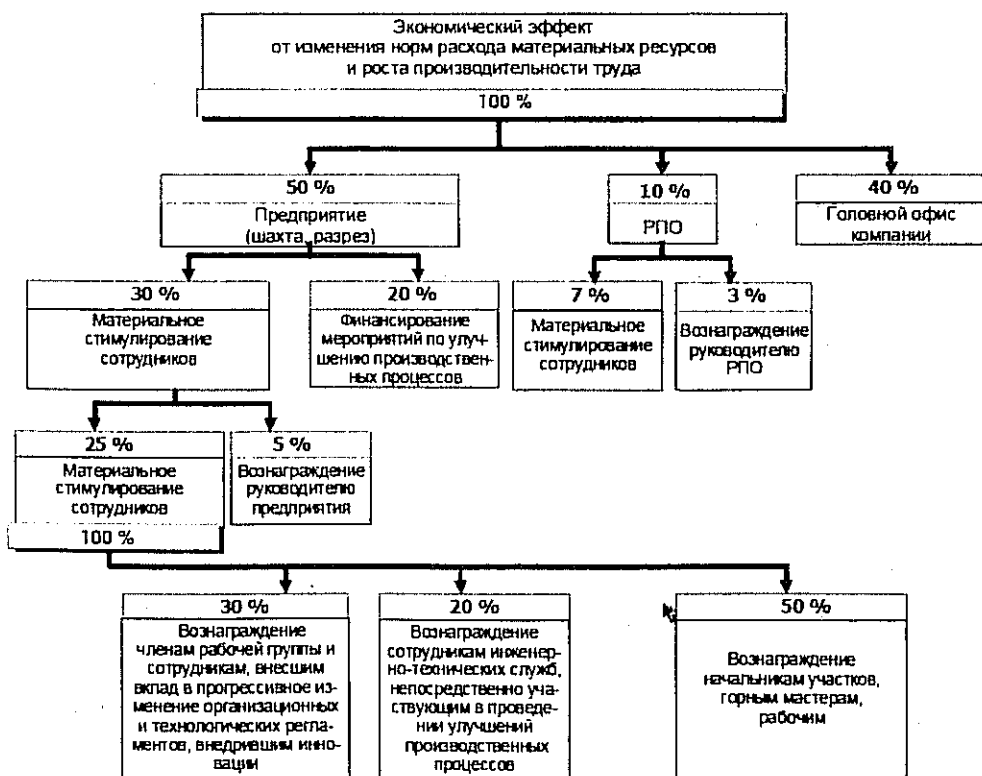 Экономический эффект
от изменения норм расхода материальных ресурсов
и роста производительности труда
100 %
50 %
Предприятие
(шахта, разрез)
10 %
РПО
40 %
Головной офис
компании
30 %
Материальное
стимулирование
сотрудников
20 %
Финансирование
мероприятий по улуч-
шению производствен-
ных процессов
7 %
Материальное
стимулирование
сотрудников
3 %
Вознаграждение
руководителю
РПО
25 %
Материальное
стимулирование
сотрудников
100 %
5 %
Вознаграждение
руководителю
предприятия
30 %
Вознаграждение
членам рабочей группы и
сотрудникам, внесшим
вклад в прогрессивное из-
менение организационных
и технологических регла-
ментов, внедрившим инно-
вации
20 %
Вознаграждение
сотрудникам инженер-
но-технических служб,
непосредственно учас-
твующим в проведе-
нии улучшений
производственных
процессов
50 %
Вознаграждение
начальникам участков,
горным мастерам,
рабочим